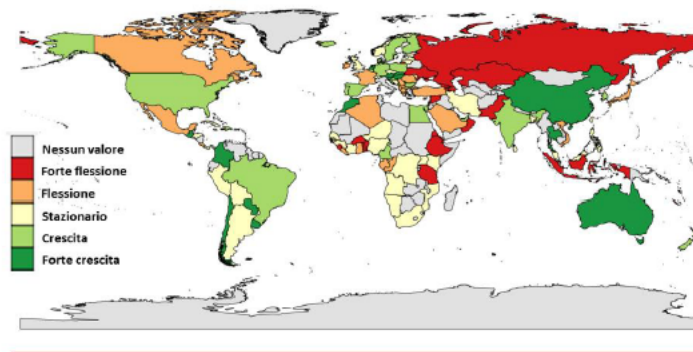 Nessun valore
Forte flessione
Flessione
Stazionario
Crescita
Forte crescita